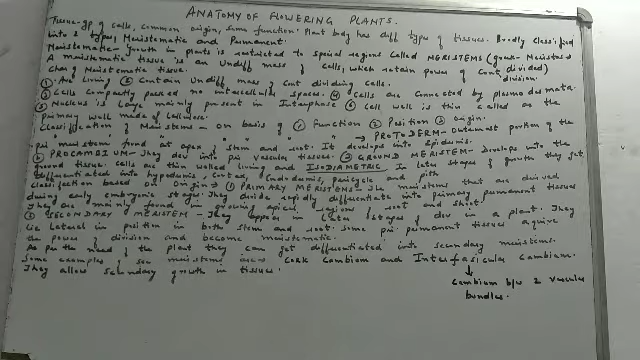 ANATOMY OF FLOWERING PLANTS.
Tissue-gp of cells, common origin, same function. Plant body has diff types of tissues. Broadly classified
into 2 types, Meristematic and Permanent.
Meristematic - Growth in plants is restricted to special regions called MERISTEMS (greek- Meristos
A meristematic tissue is an Undiff mass of cells, which retain power of cont. divided)
Char of Meristematic tissue: division.
① Are living ② Contain Undiff mass of cont dividing cells.
③ Cells compactly packed no intercellular spaces. ④ Cells are connected by plasmodesmata.
⑤ Nucleus is large mainly present in Interphase ⑥ Cell wall is thin called as the
primary wall made of cellulose.
Classification of Meristems - on basis of ① Function ② Position ③ Origin.
→ PROTODERM- Outermost portion of the
pri meristem found at apex of stem and root. It develops into Epidermis.
② PROCAMBIUM - They dev into pri vascular tissues. ③ GROUND MERISTEM - Develops into the
ground tissue. cells are thin walled living and ISODIAMETRIC. In later stages of growth they get
differentiated into hypodermis, cortex, Endodermis, pericycle and pith
Classification based on Origin → ① PRIMARY MERISTEMS - The meristems that are derived
during early embryonic stages. They divide rapidly differentiate into primary permanent tissues
They are mainly found in growing apical regions of root and shoot.
② SECONDARY MERISTEM - They appear in later stages of dev in a plant. They
lie lateral in position in both stem and root. Some pri permanent tissues aquire
the power of division and become meristematic.
As per the need of the plant they can get differentiated into secondary meristems.
Some examples of sec meristems are - CORK Cambium and Interfasicular Cambium.
They allow secondary growth in tissues.
↓
Cambium b/w 2 vascular
bundles.